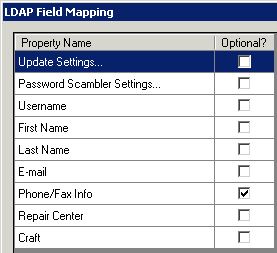 LDAP Field Mapping
Property Name Optional?
Update Settings...
Password Scambler Settings...
Username
First Name
Last Name
E-mail
Phone/Fax Info
Repair Center
Craft